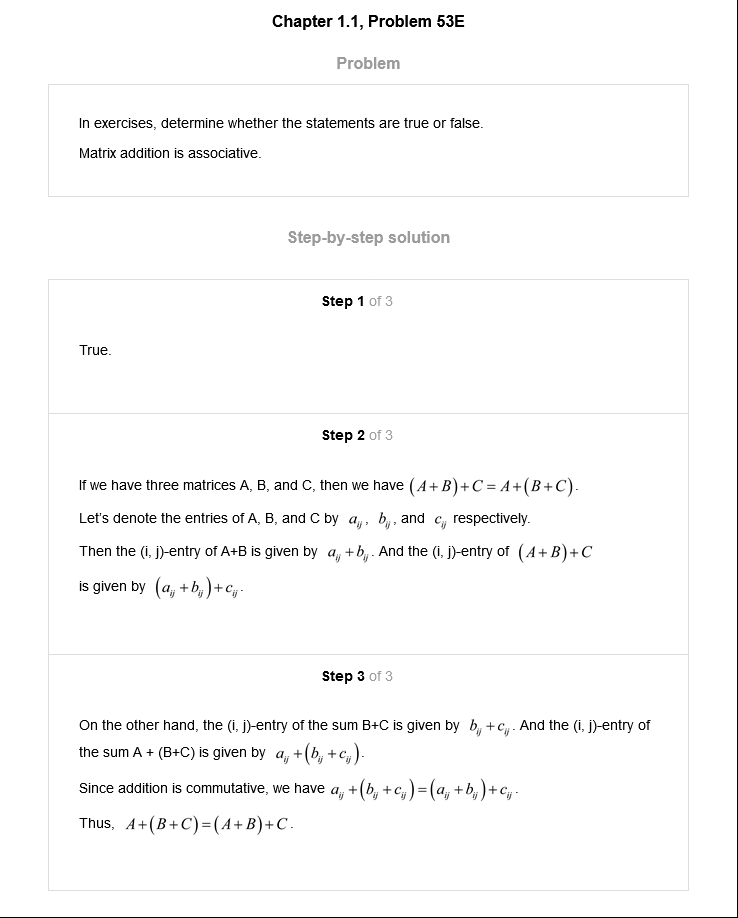 Chapter 1.1, Problem 53E
Problem
In exercises, determine whether the statements are true or false.
Matrix addition is associative.
Step-by-step solution
Step 1 of 3
True.
Step 2 of 3
If we have three matrices A, B, and C, then we have (A+B)+C=A+(B+C).
Let's denote the entries of A, B, and C by a_{ij}, b_{ij}, and c_{ij} respectively.
Then the (i, j)-entry of A+B is given by a_{ij}+b_{ij}. And the (i, j)-entry of (A+B)+C
is given by (a_{ij}+b_{ij})+c_{ij}.
Step 3 of 3
On the other hand, the (i, j)-entry of the sum B+C is given by b_{ij}+c_{ij}. And the (i, j)-entry of
the sum A + (B+C) is given by a_{ij}+(b_{ij}+c_{ij}).
Since addition is commutative, we have a_{ij}+(b_{ij}+c_{ij})=(a_{ij}+b_{ij})+c_{ij}.
Thus, A+(B+C)=(A+B)+C.